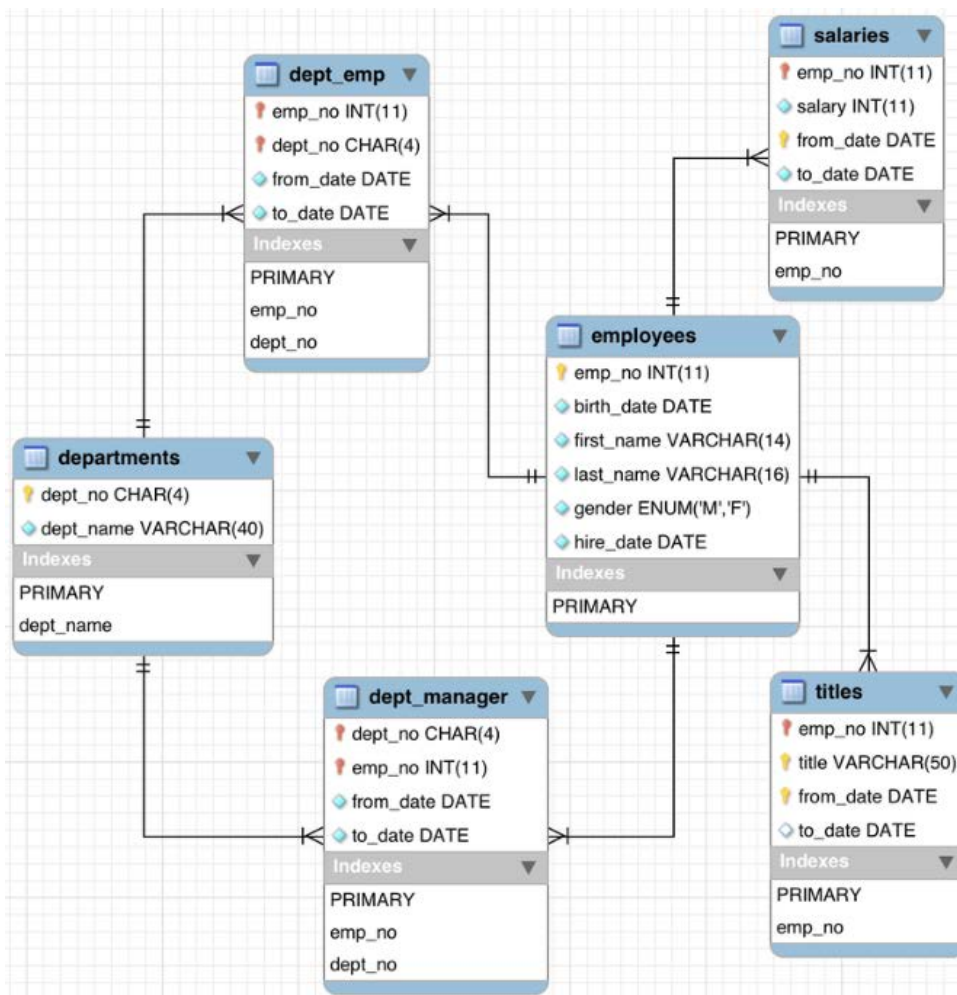 salaries
emp_no INT(11)
salary INT(11)
from_date DATE
to_date DATE
Indexes
PRIMARY
emp_no
dept_emp
emp_no INT(11)
dept_no CHAR(4)
from_date DATE
to_date DATE
Indexes
PRIMARY
emp_no
dept_no
employees
emp_no INT(11)
birth_date DATE
first_name VARCHAR(14)
last_name VARCHAR(16)
gender ENUM('M','F')
hire_date DATE
Indexes
PRIMARY
departments
dept_no CHAR(4)
dept_name VARCHAR(40)
Indexes
PRIMARY
dept_name
dept_manager
dept_no CHAR(4)
emp_no INT(11)
from_date DATE
to_date DATE
Indexes
PRIMARY
emp_no
dept_no
titles
emp_no INT(11)
title VARCHAR(50)
from_date DATE
to_date DATE
Indexes
PRIMARY
emp_no